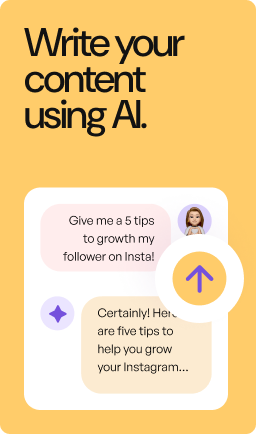 Write your
content
using AI.
Give me a 5 tips
to growth my
follower on Insta!
Certainly!
are five tips to
help you grow
your Instagram...